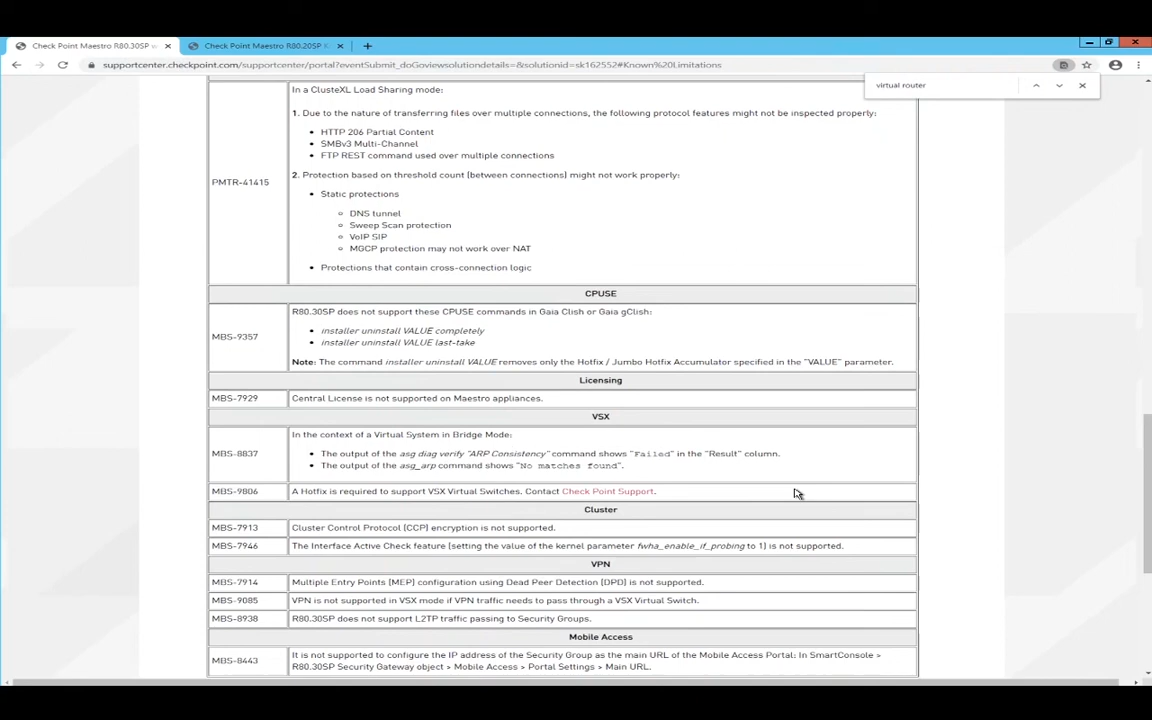 Check Point Maestro R80.30SP
Check Point Maestro R80.20SP
supportcenter.checkpoint.com/supportcenter/portal?eventSubmit_doGoviewsolutiondetails=&solutionid=sk162552#Known%20Limitations
virtual router
In a ClusteXL Load Sharing mode:
1. Due to the nature of transferring files over multiple connections, the following protocol features might not be inspected properly:
• HTTP 206 Partial Content
• SMBv3 Multi-Channel
• FTP REST command used over multiple connections
PMTR-41415
2. Protection based on threshold count (between connections) might not work properly:
• Static protections
○ DNS tunnel
○ Sweep Scan protection
○ VoIP SIP
○ MGCP protection may not work over NAT
• Protections that contain cross-connection logic
CPUSE
MBS-9357
R80.30SP does not support these CPUSE commands in Gaia Clish or Gaia gClish:
• installer uninstall VALUE completely
• installer uninstall VALUE last-take
Note: The command installer uninstall VALUE removes only the Hotfix / Jumbo Hotfix Accumulator specified in the "VALUE" parameter.
Licensing
MBS-7929 Central License is not supported on Maestro appliances.
VSX
MBS-8837
In the context of a Virtual System in Bridge Mode:
• The output of the asg diag verify "ARP Consistency" command shows "Failed" in the "Result" column.
• The output of the asg_arp command shows "No matches found".
MBS-9806 A Hotfix is required to support VSX Virtual Switches. Contact Check Point Support.
Cluster
MBS-7913 Cluster Control Protocol (CCP) encryption is not supported.
MBS-7946 The Interface Active Check feature (setting the value of the kernel parameter fwha_enable_if_probing to 1) is not supported.
VPN
MBS-7914 Multiple Entry Points (MEP) configuration using Dead Peer Detection (DPD) is not supported.
MBS-9085 VPN is not supported in VSX mode if VPN traffic needs to pass through a VSX Virtual Switch.
MBS-8938 R80.30SP does not support L2TP traffic passing to Security Groups.
Mobile Access
MBS-8443
It is not supported to configure the IP address of the Security Group as the main URL of the Mobile Access Portal: In SmartConsole >
R80.30SP Security Gateway object > Mobile Access > Portal Settings > Main URL.